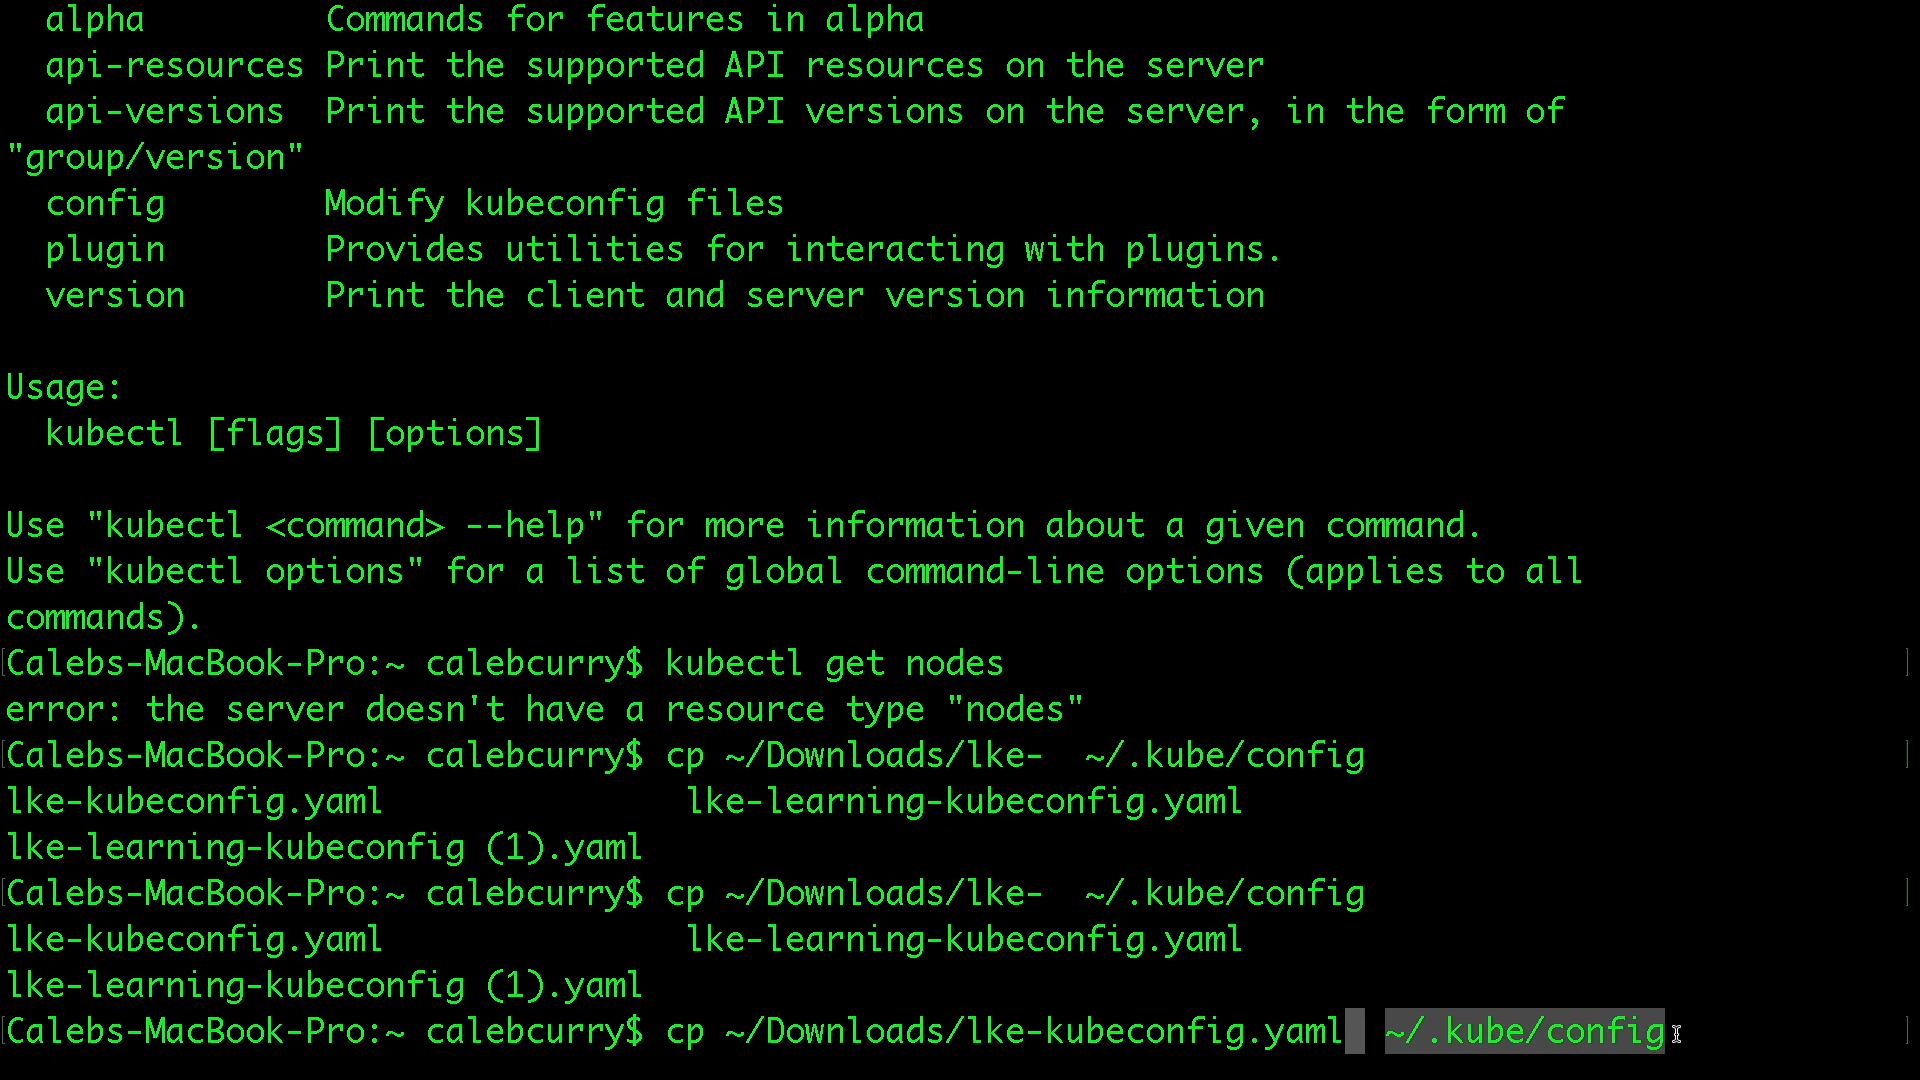 alpha Commands for features in alpha
api-resources Print the supported API resources on the server
api-versions Print the supported API versions on the server, in the form of
"group/version"
config Modify kubeconfig files
plugin Provides utilities for interacting with plugins.
version Print the client and server version information
Usage:
kubectl [flags] [options]
Use "kubectl <command> --help" for more information about a given command.
Use "kubectl options" for a list of global command-line options (applies to all
commands).
[Calebs-MacBook-Pro:~ calebcurry$ kubectl get nodes ]
error: the server doesn't have a resource type "nodes"
[Calebs-MacBook-Pro:~ calebcurry$ cp ~/Downloads/lke-  ~/.kube/config ]
lke-kubeconfig.yaml lke-learning-kubeconfig.yaml
lke-learning-kubeconfig (1).yaml
[Calebs-MacBook-Pro:~ calebcurry$ cp ~/Downloads/lke-  ~/.kube/config ]
lke-kubeconfig.yaml lke-learning-kubeconfig.yaml
lke-learning-kubeconfig (1).yaml
[Calebs-MacBook-Pro:~ calebcurry$ cp ~/Downloads/lke-kubeconfig.yaml  ~/.kube/config ]